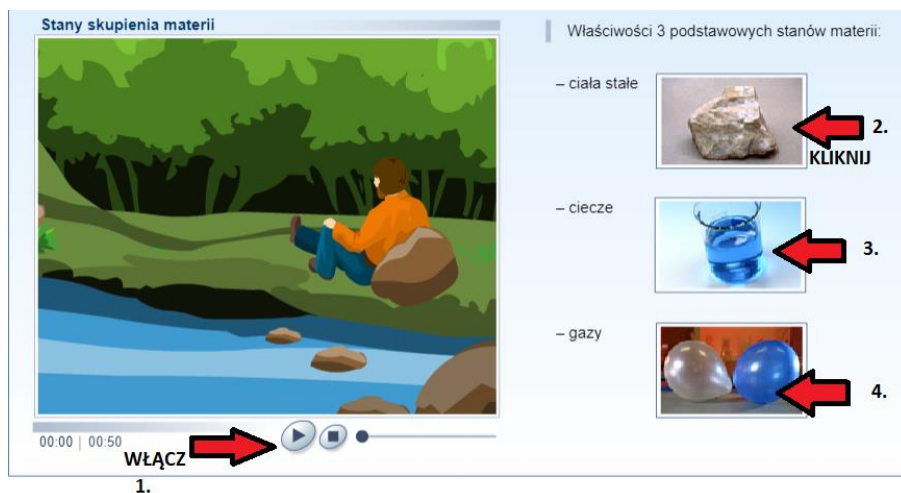 Stany skupienia materii
Właściwości 3 podstawowych stanów materii:
– ciała stałe
2.
KLIKNIJ
– ciecze
3.
– gazy
4.
00:00 | 00:50
WŁĄCZ
1.